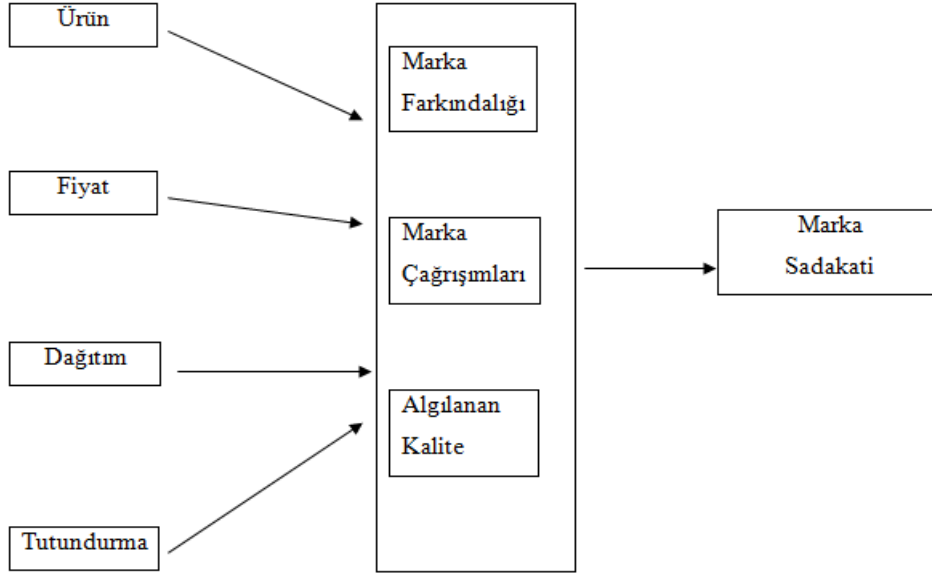 Ürün
Fiyat
Dağıtım
Tutundurma
Marka
Farkındalığı
Marka
Çağrışımları
Algılanan
Kalite
Marka
Sadakati